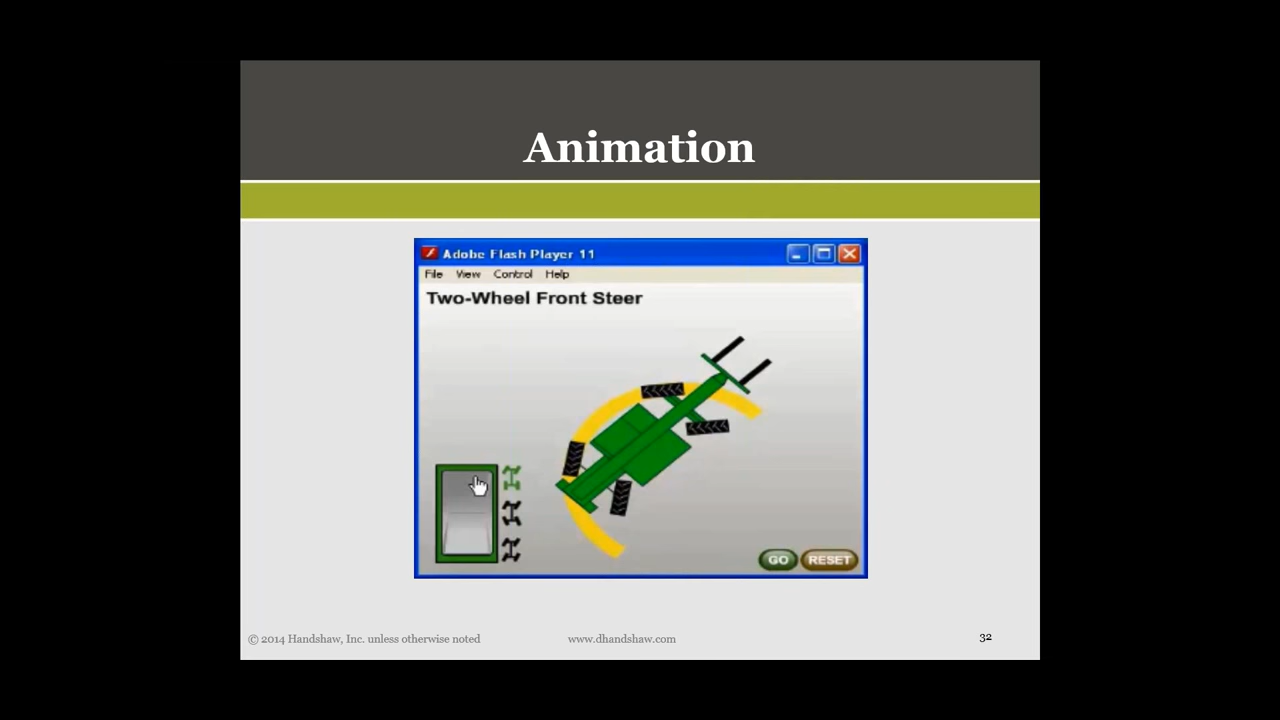 Animation
Adobe Flash Player 11
File View Control Help
Two-Wheel Front Steer
GO RESET
© 2014 Handshaw, Inc. unless otherwise noted www.dhandshaw.com 32